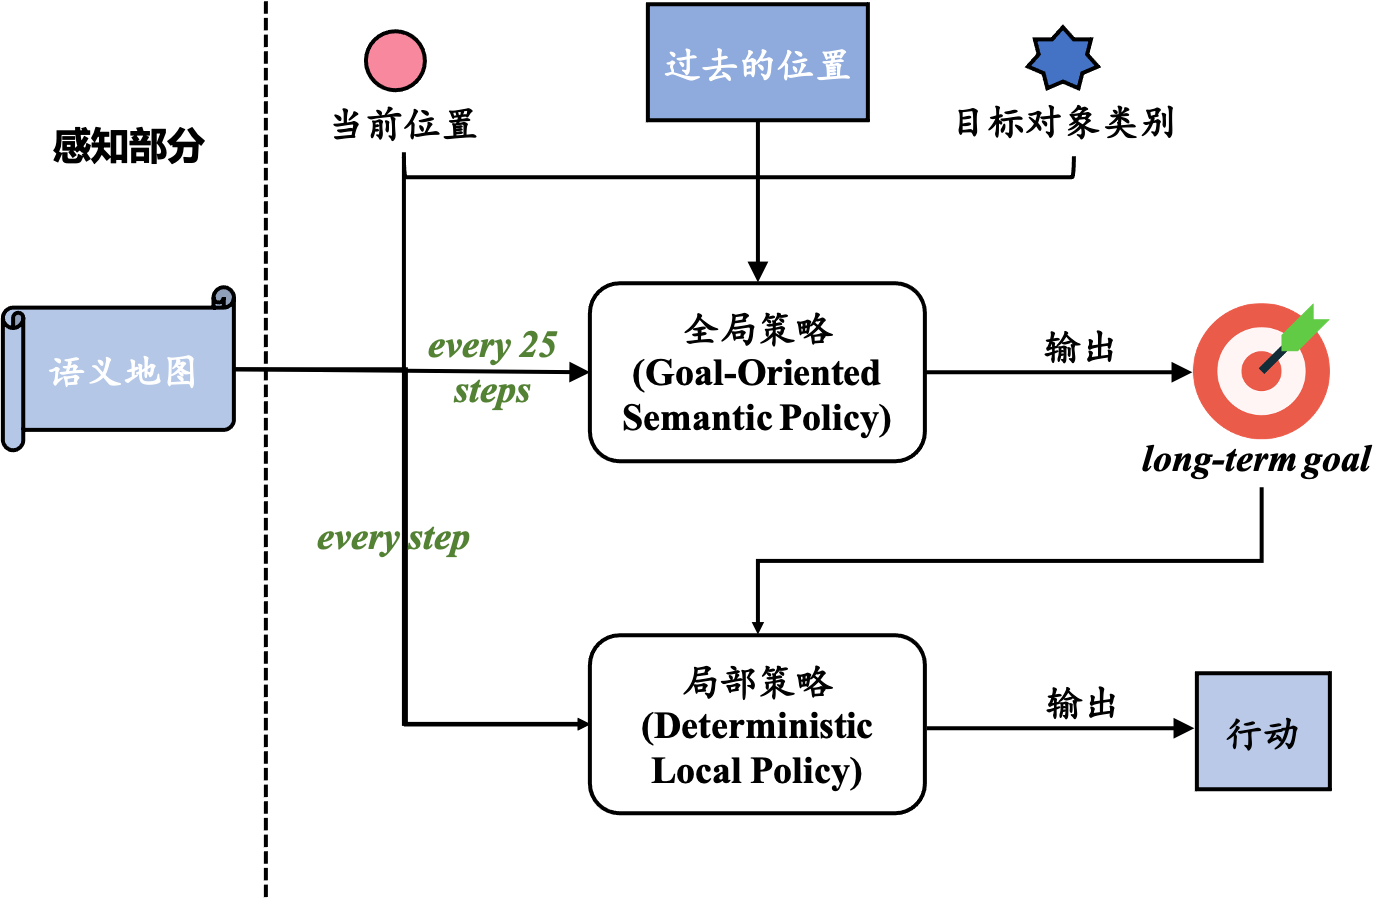 过去的位置
当前位置
目标对象类别
感知部分
语义地图
every 25
steps
全局策略
(Goal-Oriented
Semantic Policy)
输出
long-term goal
every step
局部策略
(Deterministic
Local Policy)
输出
行动